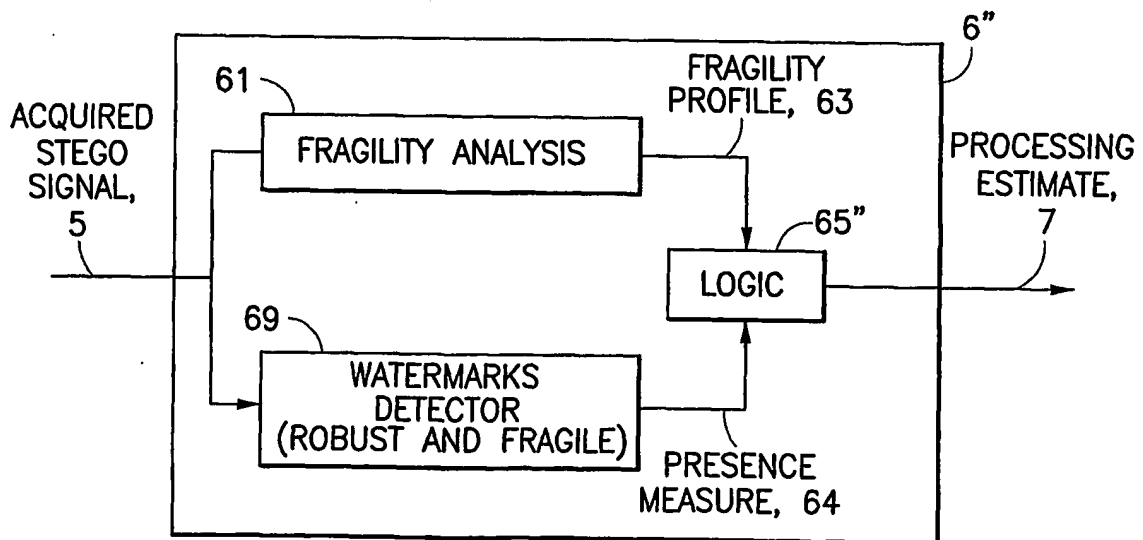 6”
61
FRAGILITY
PROFILE, 63
ACQUIRED
STEGO
SIGNAL,
5
FRAGILITY ANALYSIS
PROCESSING
ESTIMATE,
7
65”
LOGIC
69
WATERMARKS
DETECTOR
(ROBUST AND FRAGILE)
PRESENCE
MEASURE, 64